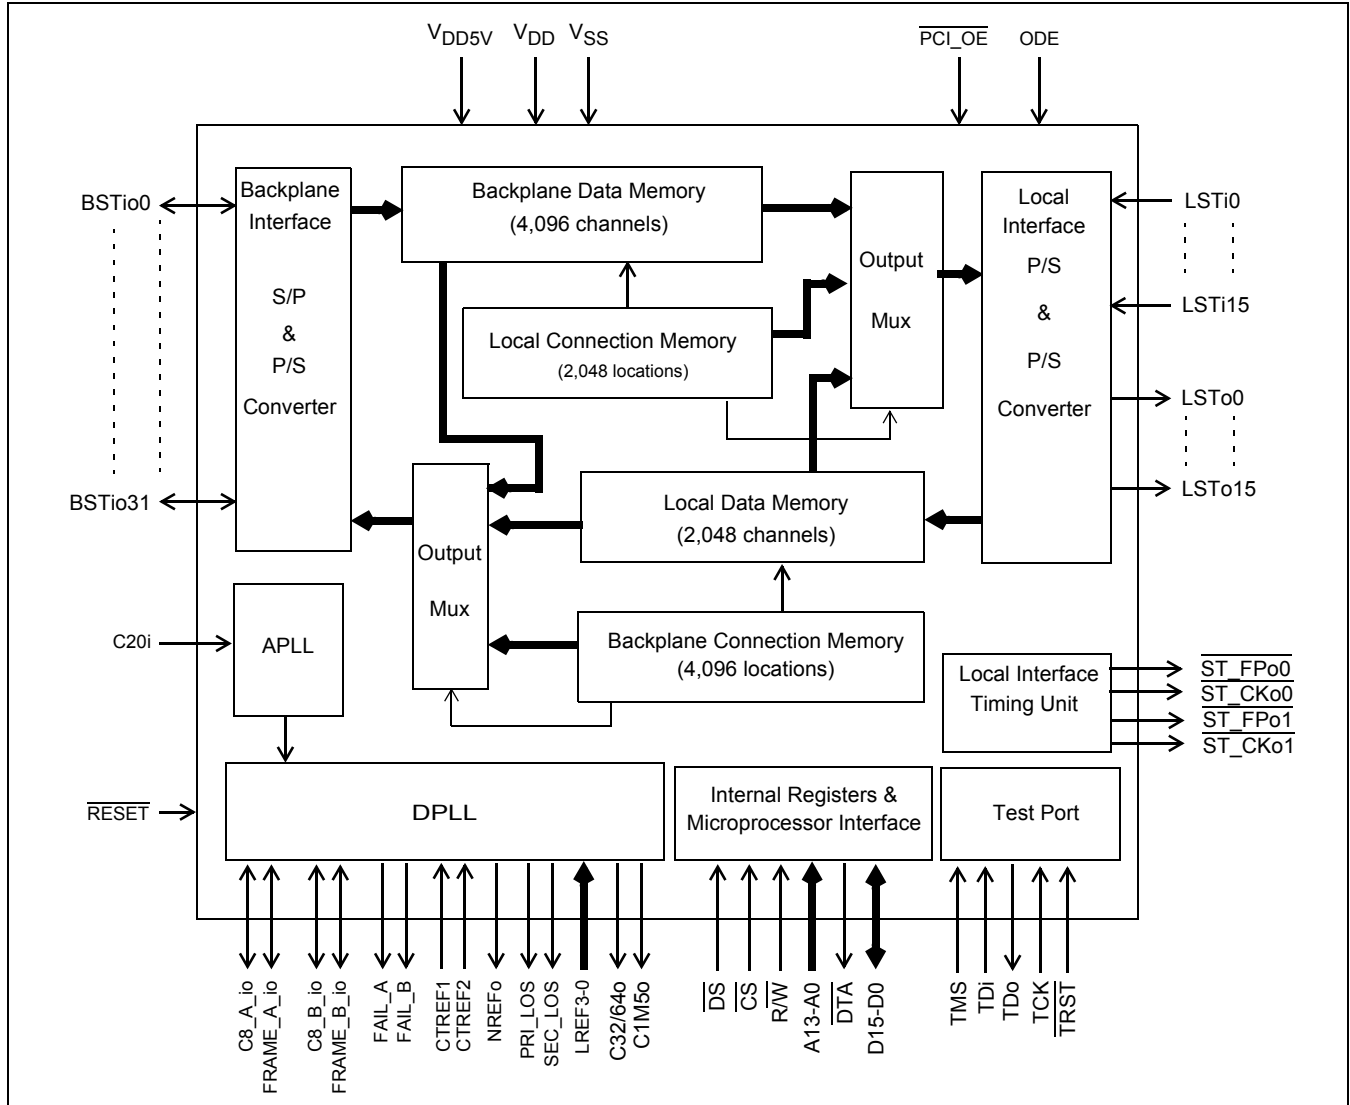 VDD5V VDD VSS PCI_OE ODE
BSTio0
BSTio31
Backplane
Interface
S/P
&
P/S
Converter
Backplane Data Memory
(4,096 channels)
Local Connection Memory
(2,048 locations)
Output
Mux
Local
Interface
P/S
&
P/S
Converter
LSTi0
LSTi15
LSTo0
LSTo15
Local Data Memory
(2,048 channels)
Output
Mux
Backplane Connection Memory
(4,096 locations)
C20i
APLL
Local Interface
Timing Unit
ST_FPo0
ST_CKo0
ST_FPo1
ST_CKo1
RESET
DPLL
Internal Registers &
Microprocessor Interface
Test Port
C8_A_io
FRAME_A_io
C8_B_io
FRAME_B_io
FAIL_A
FAIL_B
CTREF1
CTREF2
NREFo
PRI_LOS
SEC_LOS
LREF3-0
C32/64o
C1M5o
DS
CS
R/W
A13-A0
DTA
D15-D0
TMS
TDi
TDo
TCK
TRST